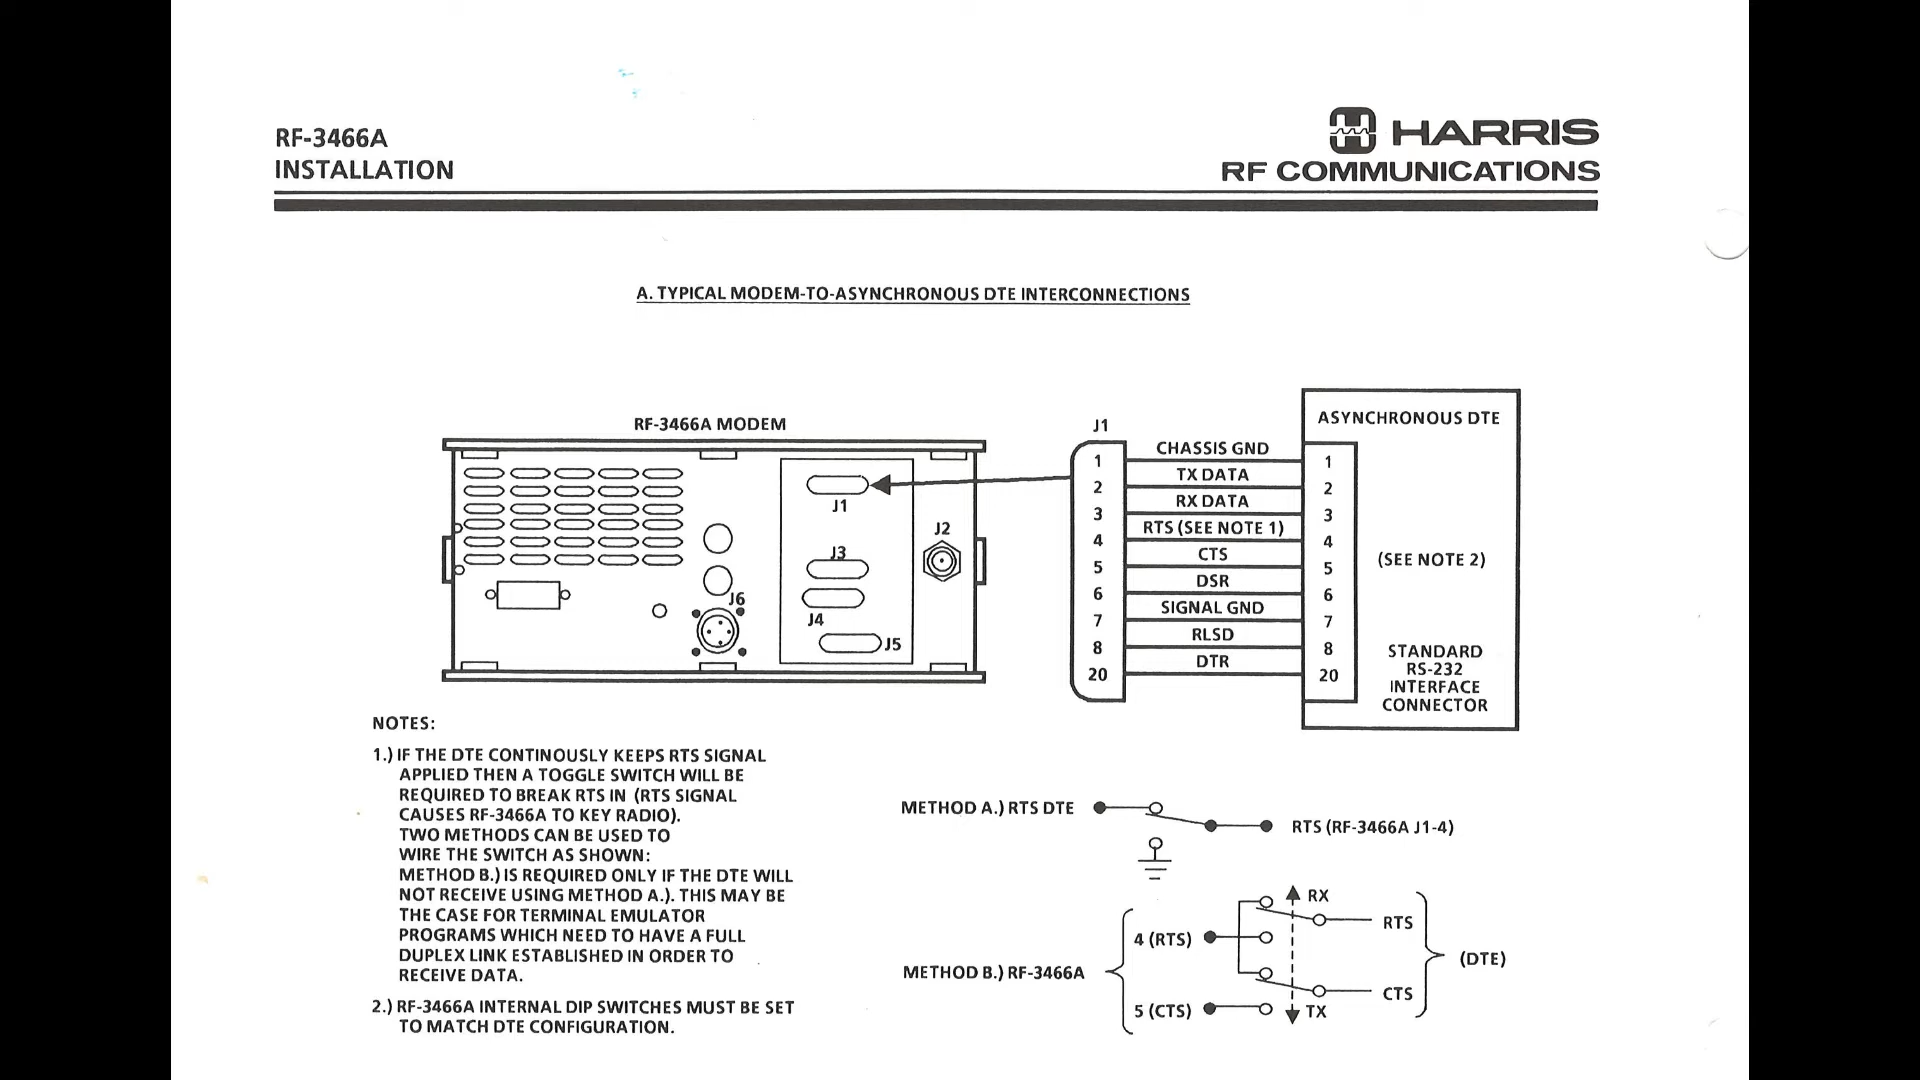 RF-3466A
INSTALLATION
HARRIS
RF COMMUNICATIONS
A. TYPICAL MODEM-TO-ASYNCHRONOUS DTE INTERCONNECTIONS
RF-3466A MODEM
J1
J3
J4
J5
J6
J2
J1
1
2
3
4
5
6
7
8
20
CHASSIS GND
TX DATA
RX DATA
RTS (SEE NOTE 1)
CTS
DSR
SIGNAL GND
RLSD
DTR
ASYNCHRONOUS DTE
1
2
3
4
5
6
7
8
20
(SEE NOTE 2)
STANDARD
RS-232
INTERFACE
CONNECTOR
NOTES:
1.) IF THE DTE CONTINOUSLY KEEPS RTS SIGNAL
APPLIED THEN A TOGGLE SWITCH WILL BE
REQUIRED TO BREAK RTS IN (RTS SIGNAL
CAUSES RF-3466A TO KEY RADIO).
TWO METHODS CAN BE USED TO
WIRE THE SWITCH AS SHOWN:
METHOD B.) IS REQUIRED ONLY IF THE DTE WILL
NOT RECEIVE USING METHOD A.). THIS MAY BE
THE CASE FOR TERMINAL EMULATOR
PROGRAMS WHICH NEED TO HAVE A FULL
DUPLEX LINK ESTABLISHED IN ORDER TO
RECEIVE DATA.
2.) RF-3466A INTERNAL DIP SWITCHES MUST BE SET
TO MATCH DTE CONFIGURATION.
METHOD A.) RTS DTE
RTS (RF-3466A J1-4)
METHOD B.) RF-3466A
4 (RTS)
5 (CTS)
RX
TX
RTS
CTS
(DTE)